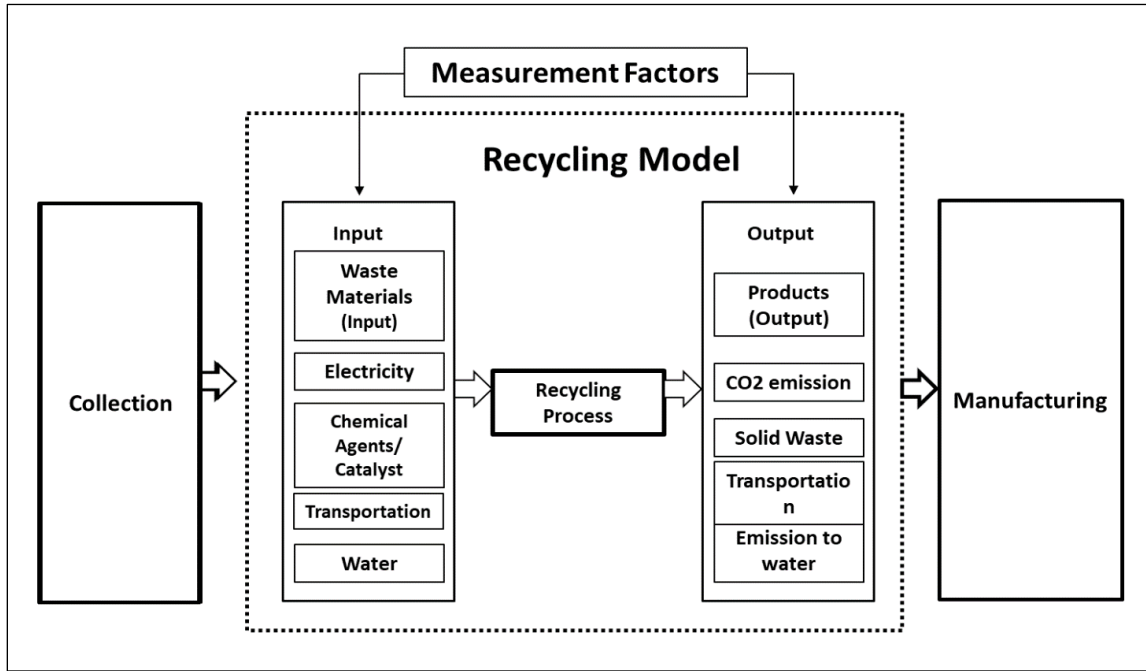 Measurement Factors
Recycling Model
Collection
Input
Waste
Materials
(Input)
Electricity
Chemical
Agents/
Catalyst
Transportation
Water
Recycling
Process
Output
Products
(Output)
CO2 emission
Solid Waste
Transportatio
n
Emission to
water
Manufacturing